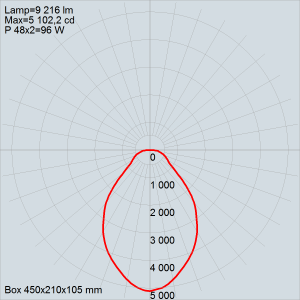 Lamp=9 216 lm
Max=5 102,2 cd
P 48x2=96 W
0
1 000
2 000
3 000
4 000
5 000
Box 450x210x105 mm